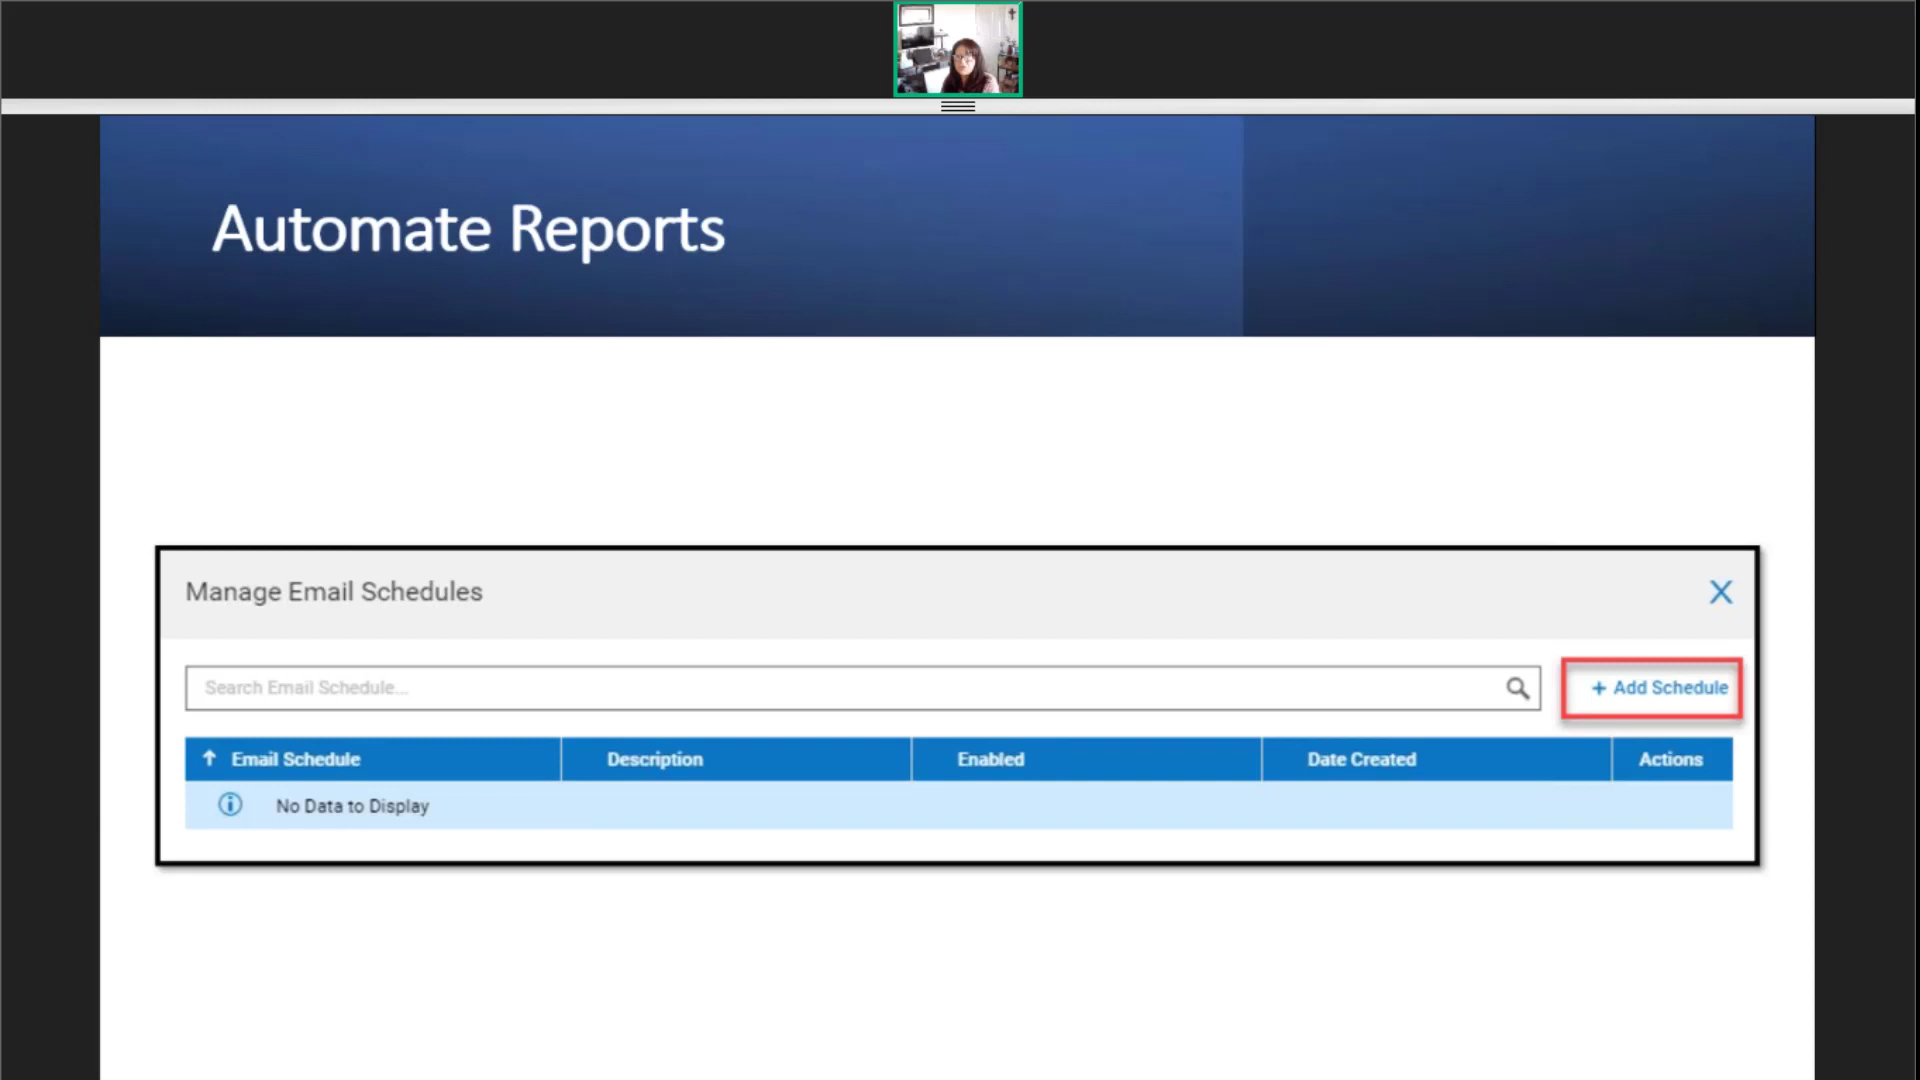 Automate Reports
Manage Email Schedules
Search Email Schedule...
+ Add Schedule
Email Schedule Description Enabled Date Created Actions
No Data to Display